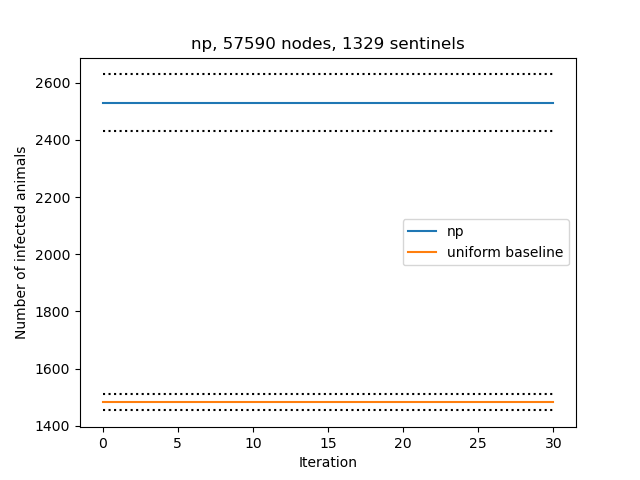 np, 57590 nodes, 1329 sentinels
Number of infected animals
2600
2400
2200
2000
1800
1600
1400
np
uniform baseline
0 5 10 15 20 25 30
Iteration